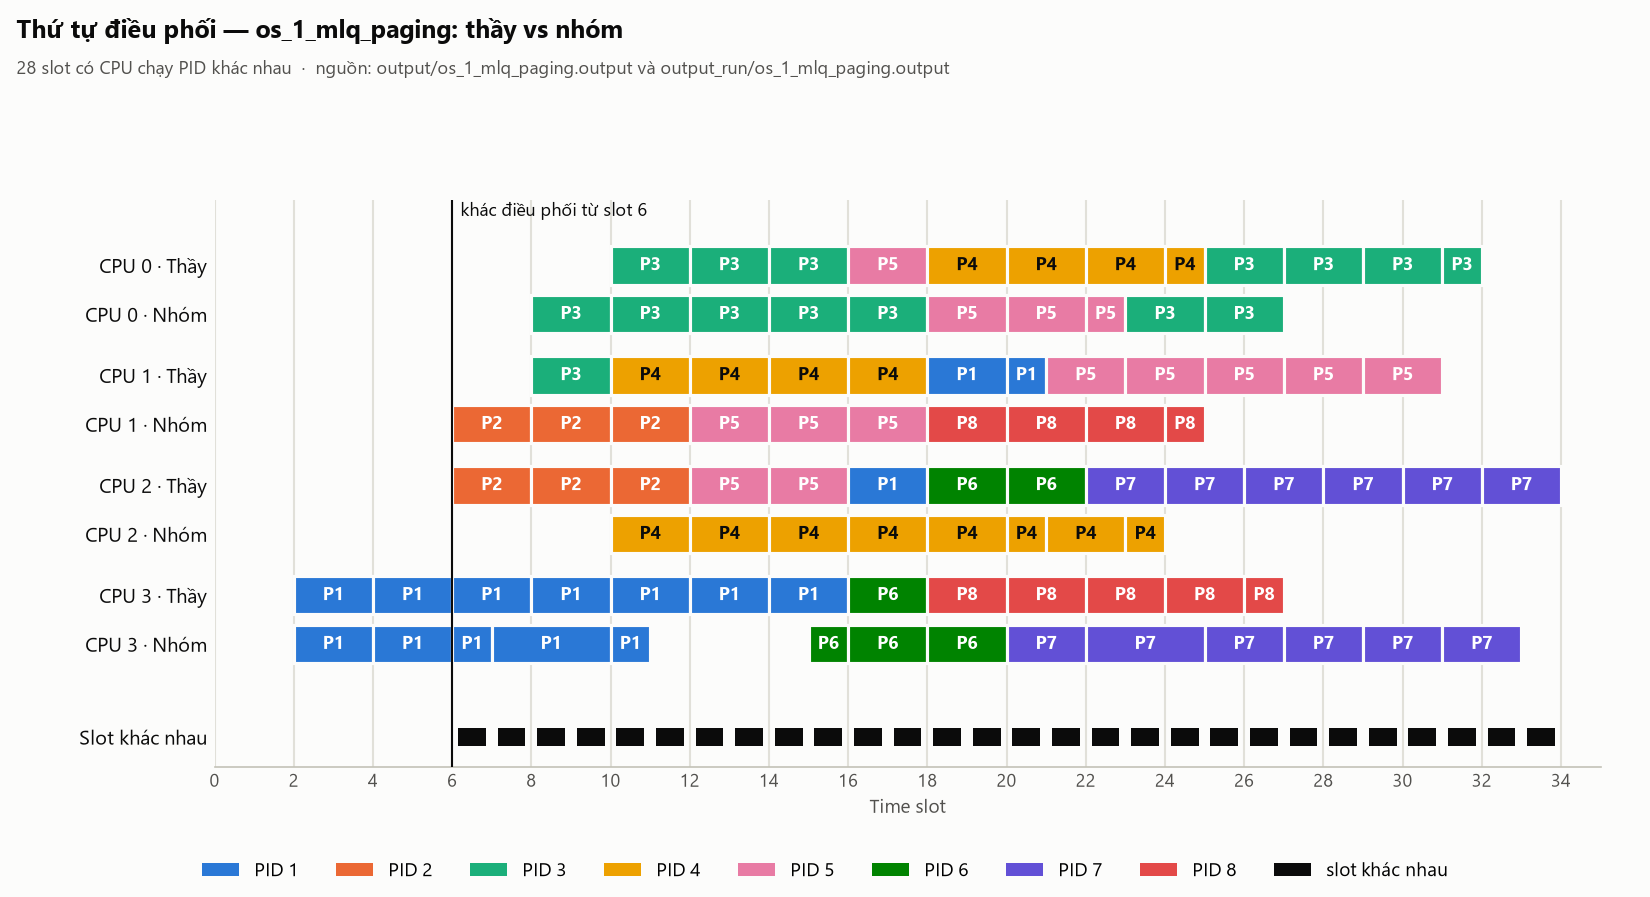 Thứ tự điều phối — os_1_mlq_paging: thầy vs nhóm
28 slot có CPU chạy PID khác nhau · nguồn: output/os_1_mlq_paging.output và output_run/os_1_mlq_paging.output
khác điều phối từ slot 6
CPU 0 · Thầy P3 P3 P3 P5 P4 P4 P4 P4 P3 P3 P3 P3
CPU 0 · Nhóm P3 P3 P3 P3 P3 P5 P5 P5 P3 P3
CPU 1 · Thầy P3 P4 P4 P4 P4 P1 P1 P5 P5 P5 P5 P5
CPU 1 · Nhóm P2 P2 P2 P5 P5 P5 P8 P8 P8 P8
CPU 2 · Thầy P2 P2 P2 P5 P5 P1 P6 P6 P7 P7 P7 P7 P7 P7
CPU 2 · Nhóm P4 P4 P4 P4 P4 P4 P4 P4
CPU 3 · Thầy P1 P1 P1 P1 P1 P1 P1 P6 P8 P8 P8 P8 P8
CPU 3 · Nhóm P1 P1 P1 P1 P1 P6 P6 P6 P7 P7 P7 P7 P7 P7
Slot khác nhau
0 2 4 6 8 10 12 14 16 18 20 22 24 26 28 30 32 34
Time slot
PID 1 PID 2 PID 3 PID 4 PID 5 PID 6 PID 7 PID 8 slot khác nhau